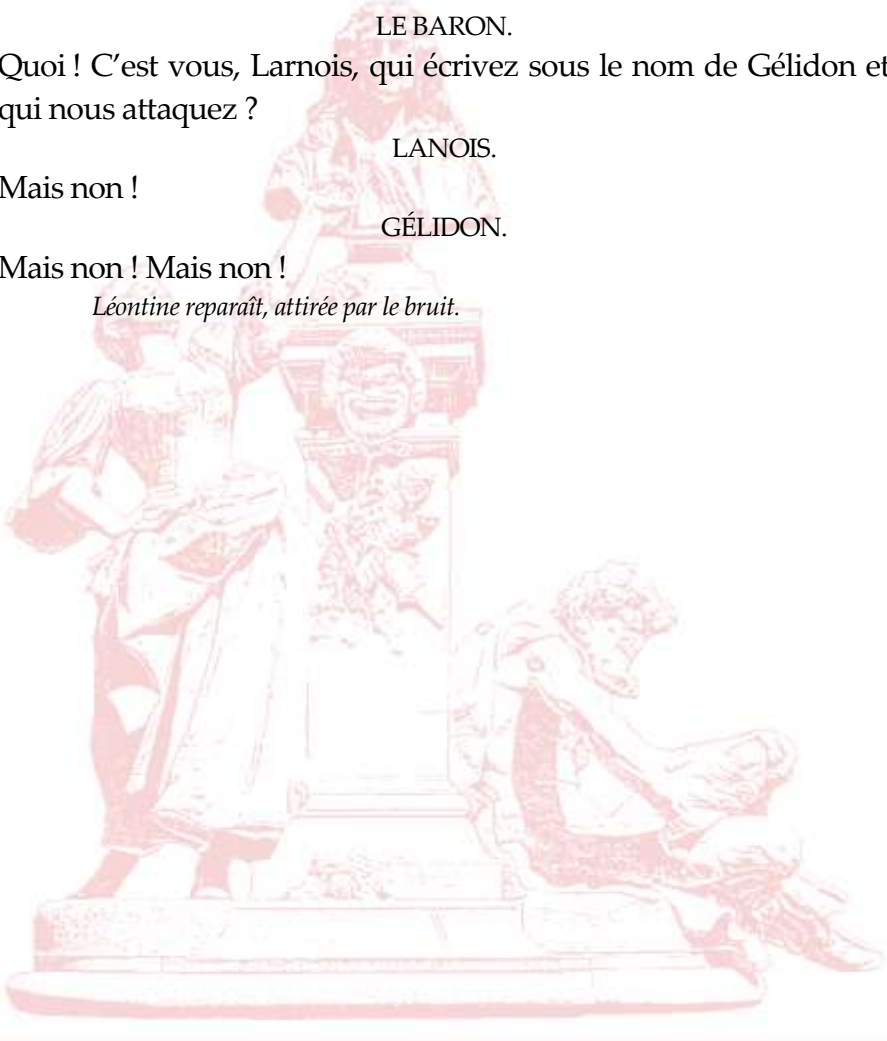 LE BARON.
Quoi ! C’est vous, Larnois, qui écrivez sous le nom de Gélidon et
qui nous attaquez ?
LANOIS.
Mais non !
GÉLIDON.
Mais non ! Mais non !
Léontine reparaît, attirée par le bruit.